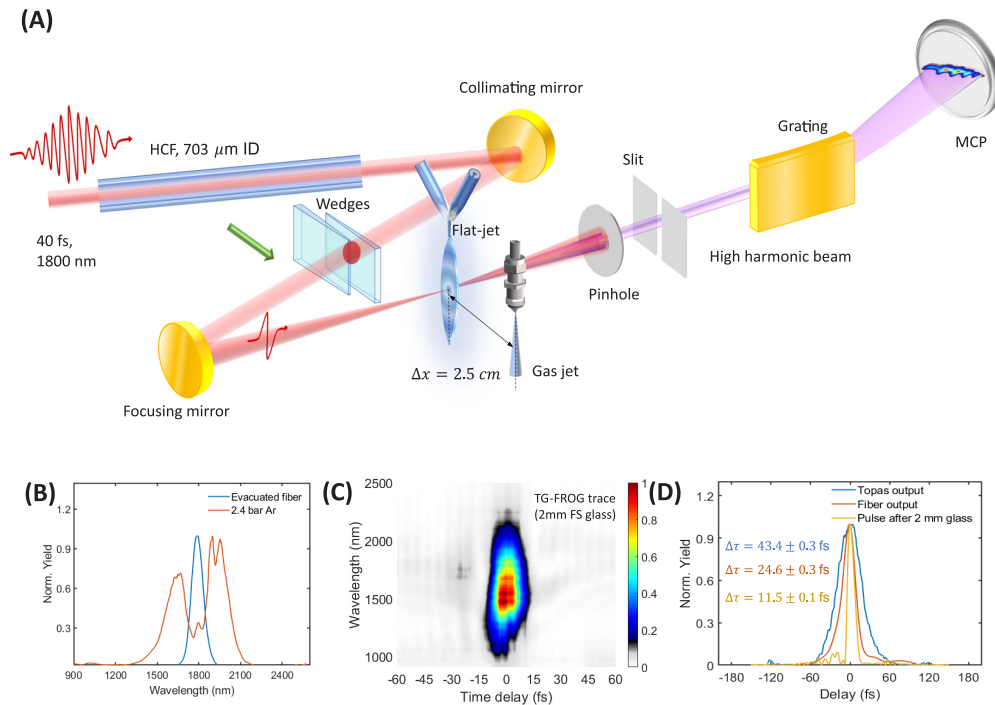 (A)
Collimating mirror
HCF, 703 μm ID
Grating
MCP
Slit
Wedges
Flat-jet
40 fs,
1800 nm
High harmonic beam
Pinhole
Δx = 2.5 cm
Gas jet
Focusing mirror
(B)
Evacuated fiber
2.4 bar Ar
1.2
0.9
0.6
0.3
Norm. Yield
900 1200 1500 1800 2100 2400
Wavelength (nm)
(C)
TG-FROG trace
(2mm FS glass)
2500
2000
1500
1000
Wavelength (nm)
-60 -45 -30 -15 0 15 30 45 60
Time delay (fs)
1
0.8
0.6
0.4
0.2
0
(D)
Topas output
Fiber output
Pulse after 2 mm glass
Δτ = 43.4 ± 0.3 fs
Δτ = 24.6 ± 0.3 fs
Δτ = 11.5 ± 0.1 fs
1.2
0.9
0.6
0.3
0
Norm. Yield
-180 -120 -60 0 60 120 180
Delay (fs)